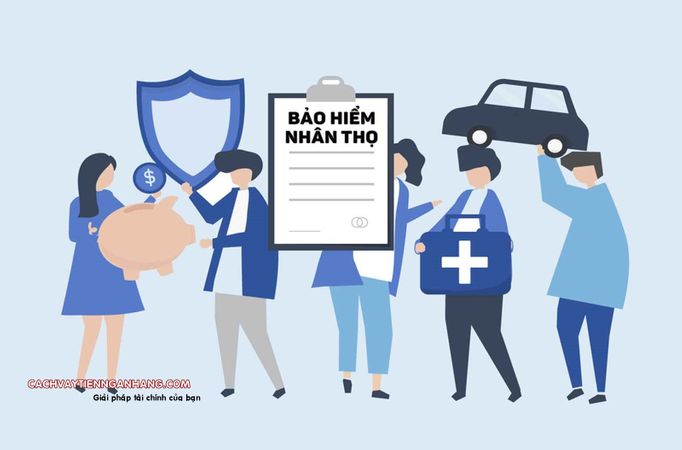 BẢO HIỂM
NHÂN THỌ
$
CACHVAYTIENNGANHANG.COM
Giải pháp tài chính của bạn